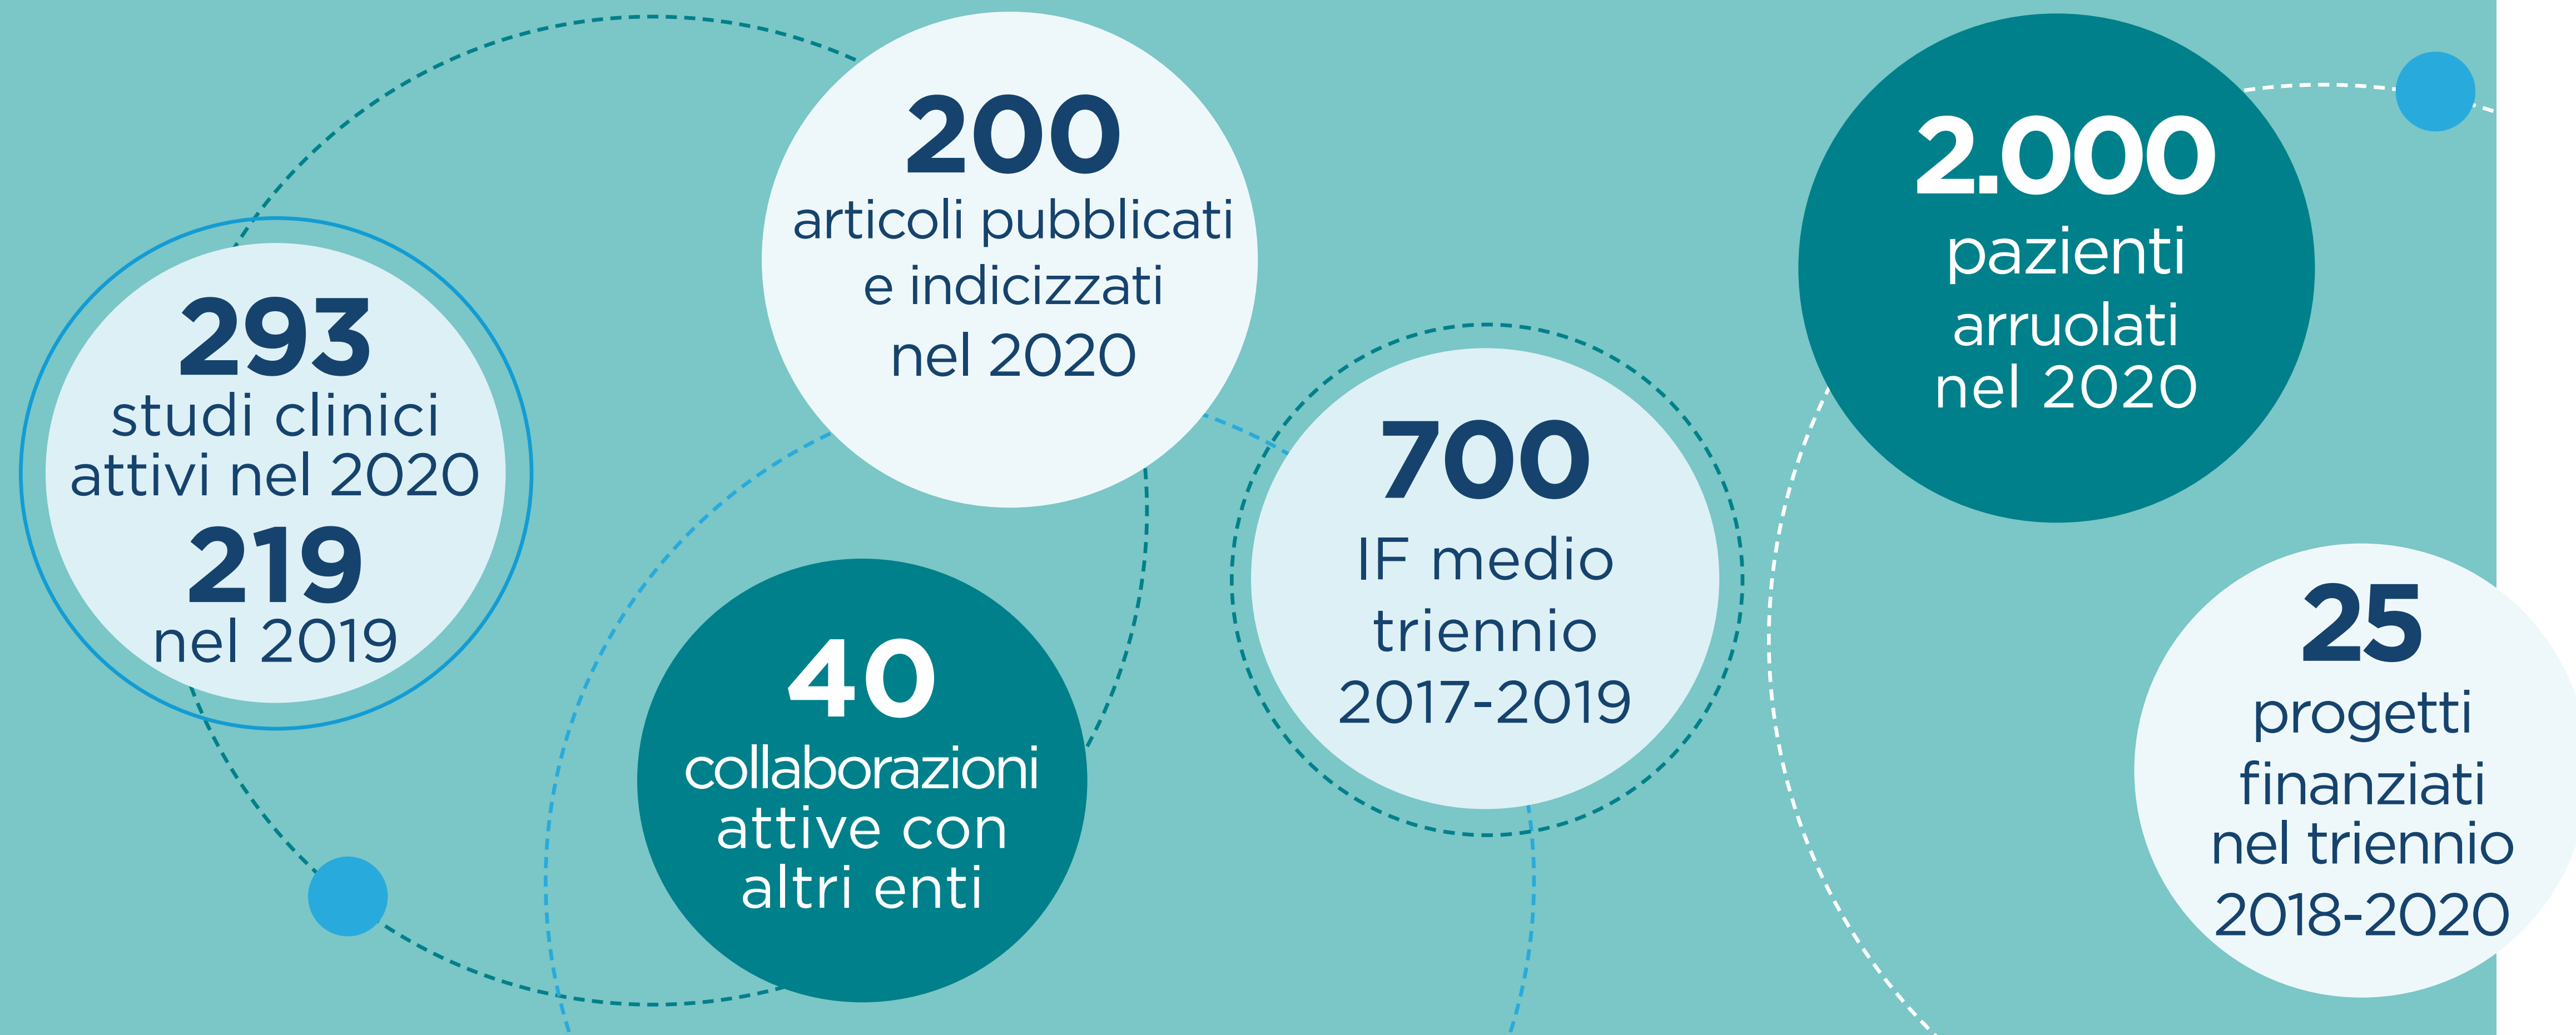 293
studi clinici
attivi nel 2020
219
nel 2019
200
articoli pubblicati
e indicizzati
nel 2020
40
collaborazioni
attive con
altri enti
700
IF medio
triennio
2017-2019
2.000
pazienti
arruolati
nel 2020
25
progetti
finanziati
nel triennio
2018-2020